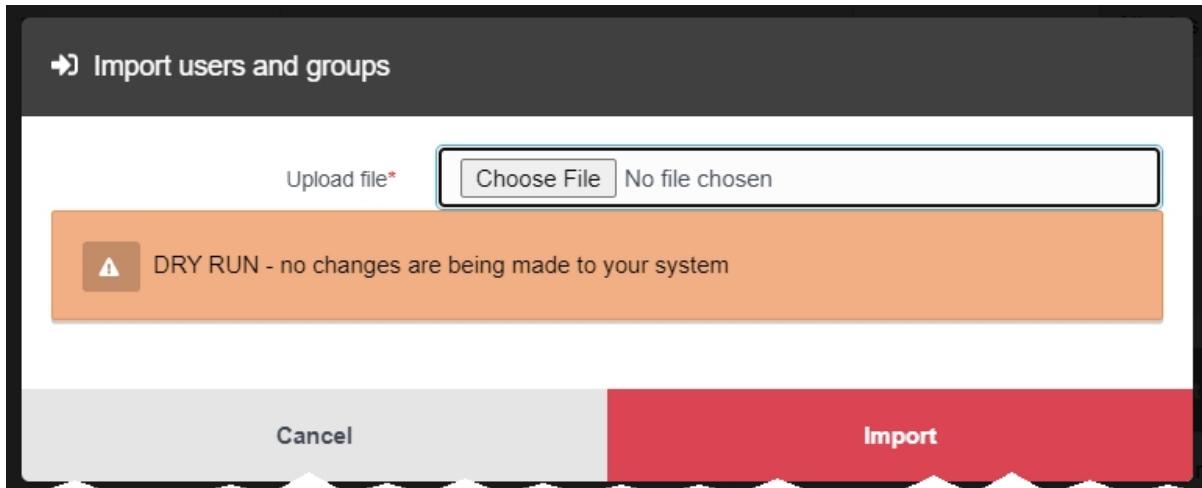 Import users and groups
Upload file*
Choose File No file chosen
DRY RUN - no changes are being made to your system
Cancel
Import